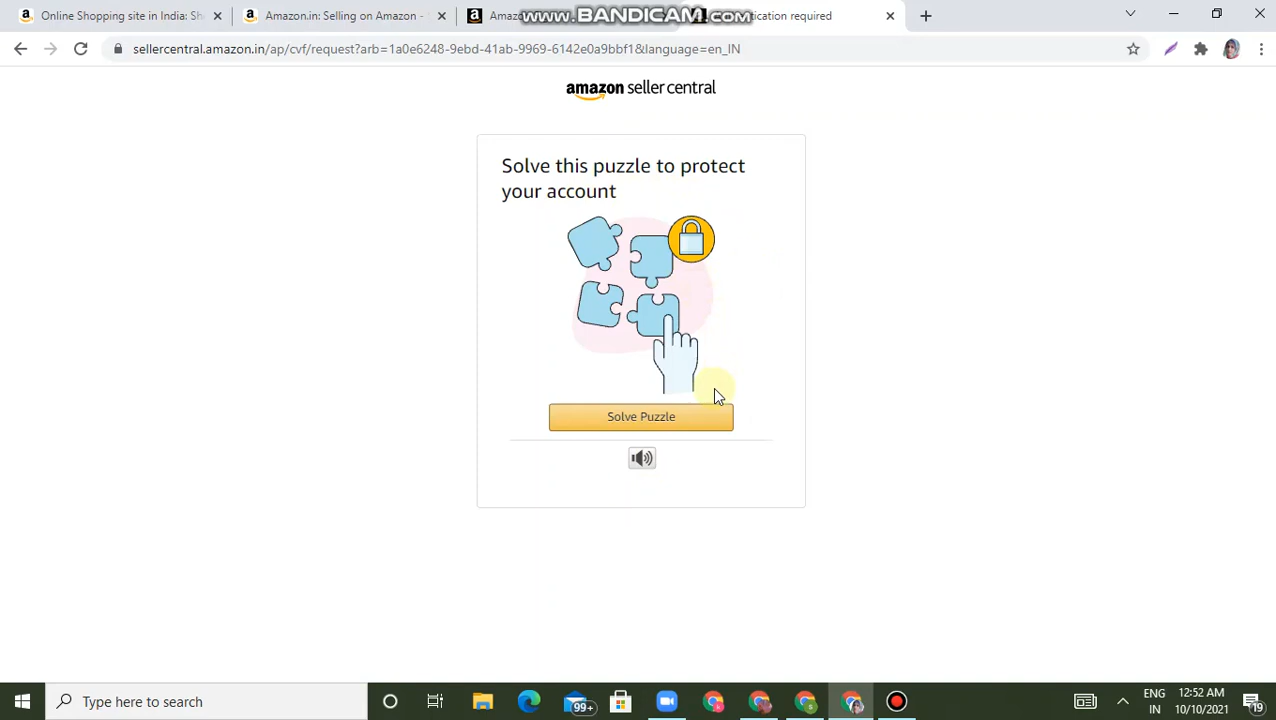 Online Shopping site in India: Sh
Amazon.in: Selling on Amazon -
Amaz
www.BANDICAM.com
ication required
sellercentral.amazon.in/ap/cvf/request?arb=1a0e6248-9ebd-41ab-9969-6142e0a9bbf1&language=en_IN
amazon seller central
Solve this puzzle to protect
your account
Solve Puzzle
Type here to search
99+
ENG
IN
12:52 AM
10/10/2021
19